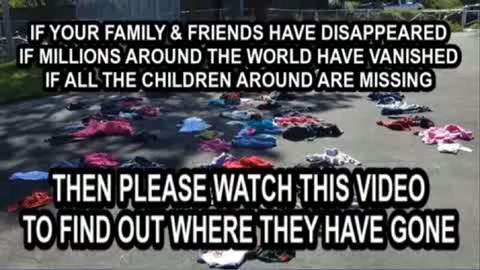 IF YOUR FAMILY & FRIENDS HAVE DISAPPEARED
IF MILLIONS AROUND THE WORLD HAVE VANISHED
IF ALL THE CHILDREN AROUND ARE MISSING
THEN PLEASE WATCH THIS VIDEO
TO FIND OUT WHERE THEY HAVE GONE